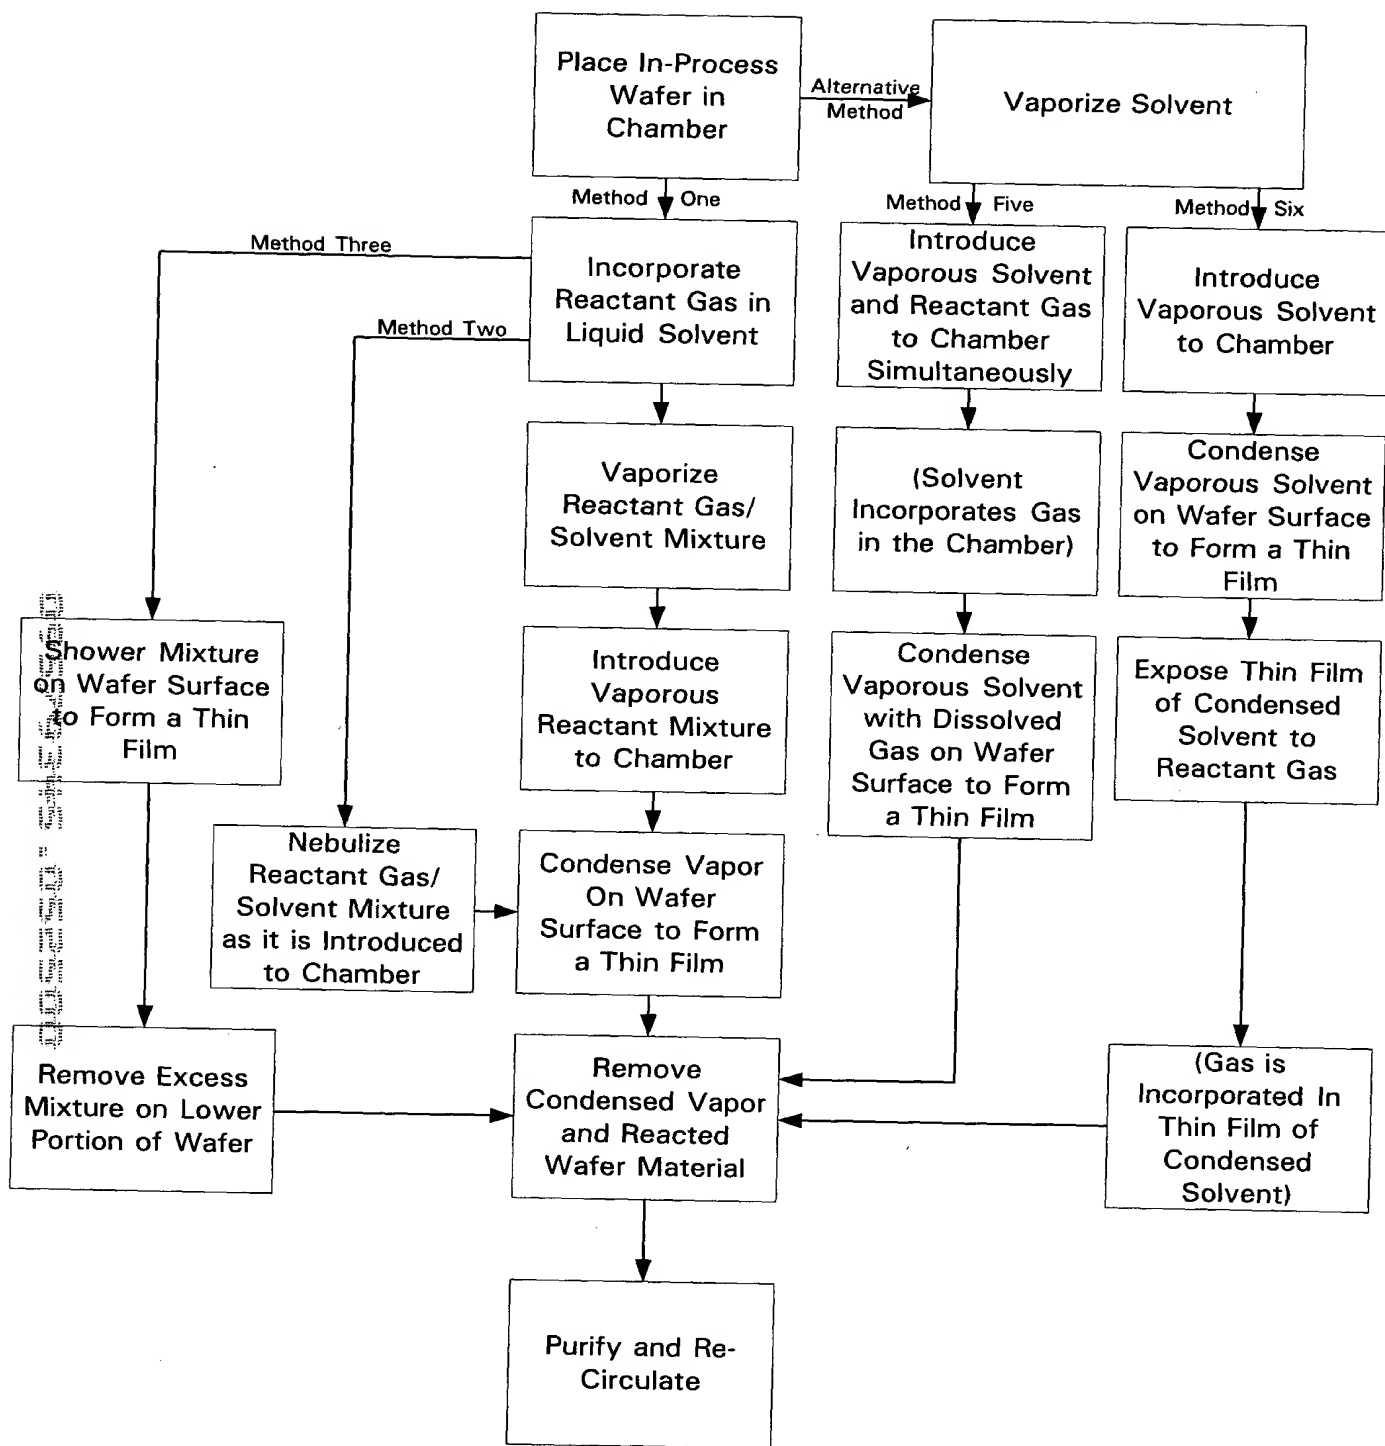 Place In-Process
Wafer in
Chamber
Alternative
Method
Vaporize Solvent
Method One
Method Five
Method Six
Method Three
Method Two
Incorporate
Reactant Gas in
Liquid Solvent
Introduce
Vaporous Solvent
and Reactant Gas
to Chamber
Simultaneously
Introduce
Vaporous Solvent
to Chamber
Vaporize
Reactant Gas/
Solvent Mixture
(Solvent
Incorporates Gas
in the Chamber)
Condense
Vaporous Solvent
on Wafer Surface
to Form a Thin
Film
Shower Mixture
on Wafer Surface
to Form a Thin
Film
Introduce
Vaporous
Reactant Mixture
to Chamber
Condense
Vaporous Solvent
with Dissolved
Gas on Wafer
Surface to Form
a Thin Film
Expose Thin Film
of Condensed
Solvent to
Reactant Gas
Nebulize
Reactant Gas/
Solvent Mixture
as it is Introduced
to Chamber
Condense Vapor
On Wafer
Surface to Form
a Thin Film
Remove Excess
Mixture on Lower
Portion of Wafer
Remove
Condensed Vapor
and Reacted
Wafer Material
(Gas is
Incorporated In
Thin Film of
Condensed
Solvent)
Purify and Re-
Circulate